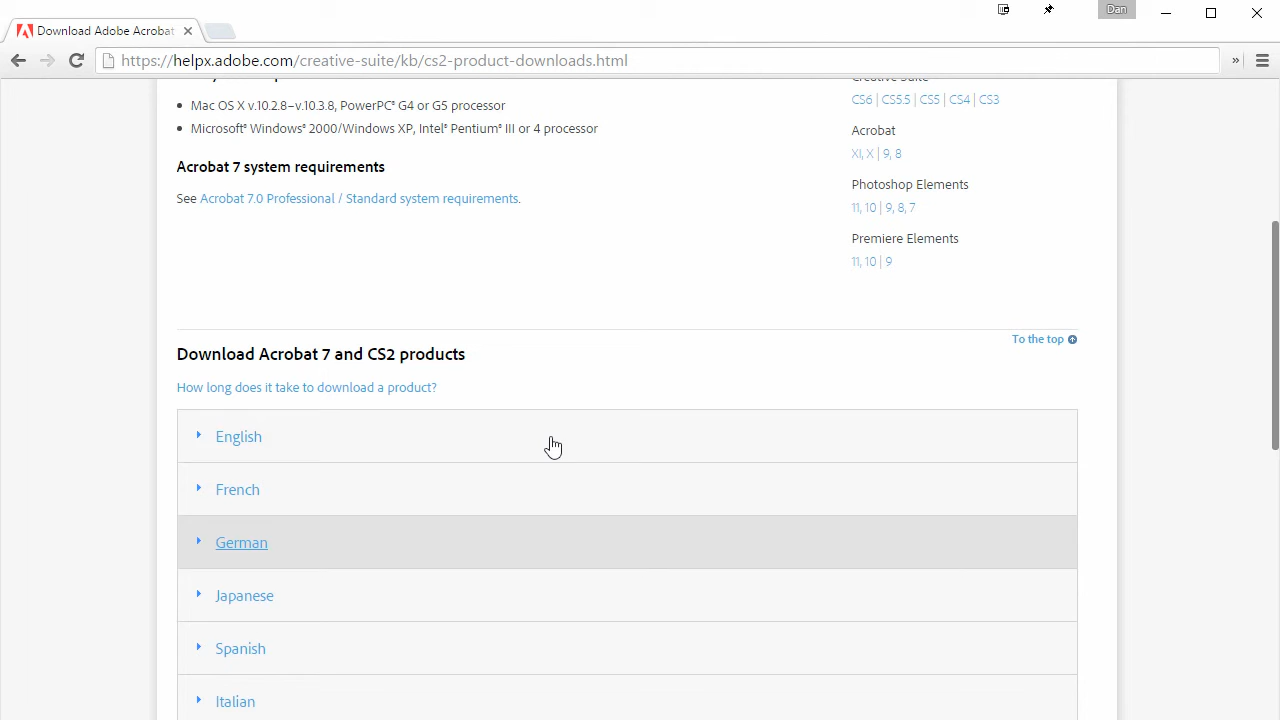 Dan
Download Adobe Acrobat
https://helpx.adobe.com/creative-suite/kb/cs2-product-downloads.html
»
• Mac OS X v.10.2.8–v.10.3.8, PowerPC® G4 or G5 processor
• Microsoft® Windows® 2000/Windows XP, Intel® Pentium® III or 4 processor
Acrobat 7 system requirements
See Acrobat 7.0 Professional / Standard system requirements.
Creative Suite
CS6 | CS5.5 | CS5 | CS4 | CS3
Acrobat
XI, X | 9, 8
Photoshop Elements
11, 10 | 9, 8, 7
Premiere Elements
11, 10 | 9
To the top
Download Acrobat 7 and CS2 products
How long does it take to download a product?
English
French
German
Japanese
Spanish
Italian